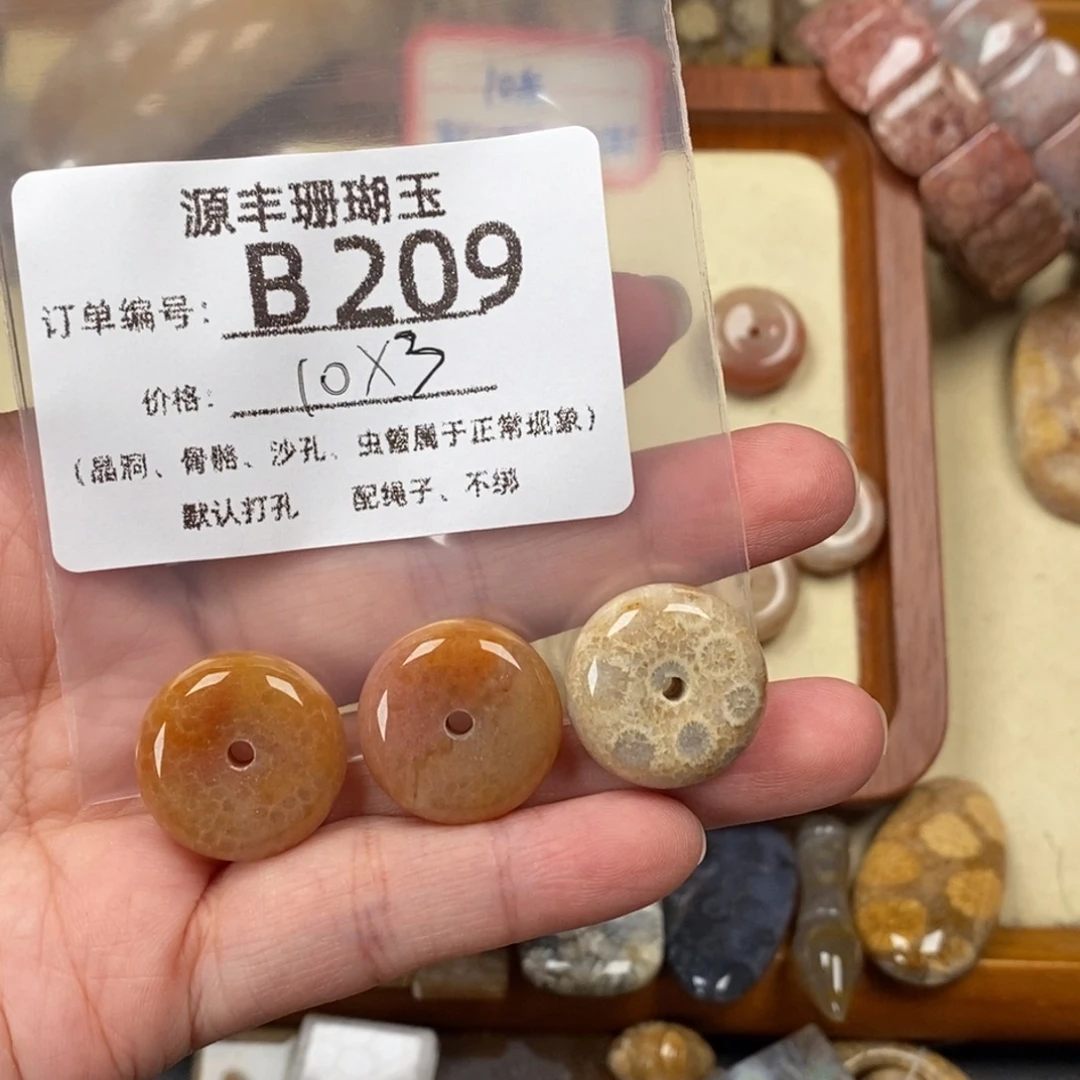 源丰珊瑚玉
订单编号: B209
价格: 10X3
(晶洞、骨骼、沙孔、虫管属于正常现象)
默认打孔 配绳子、不绑